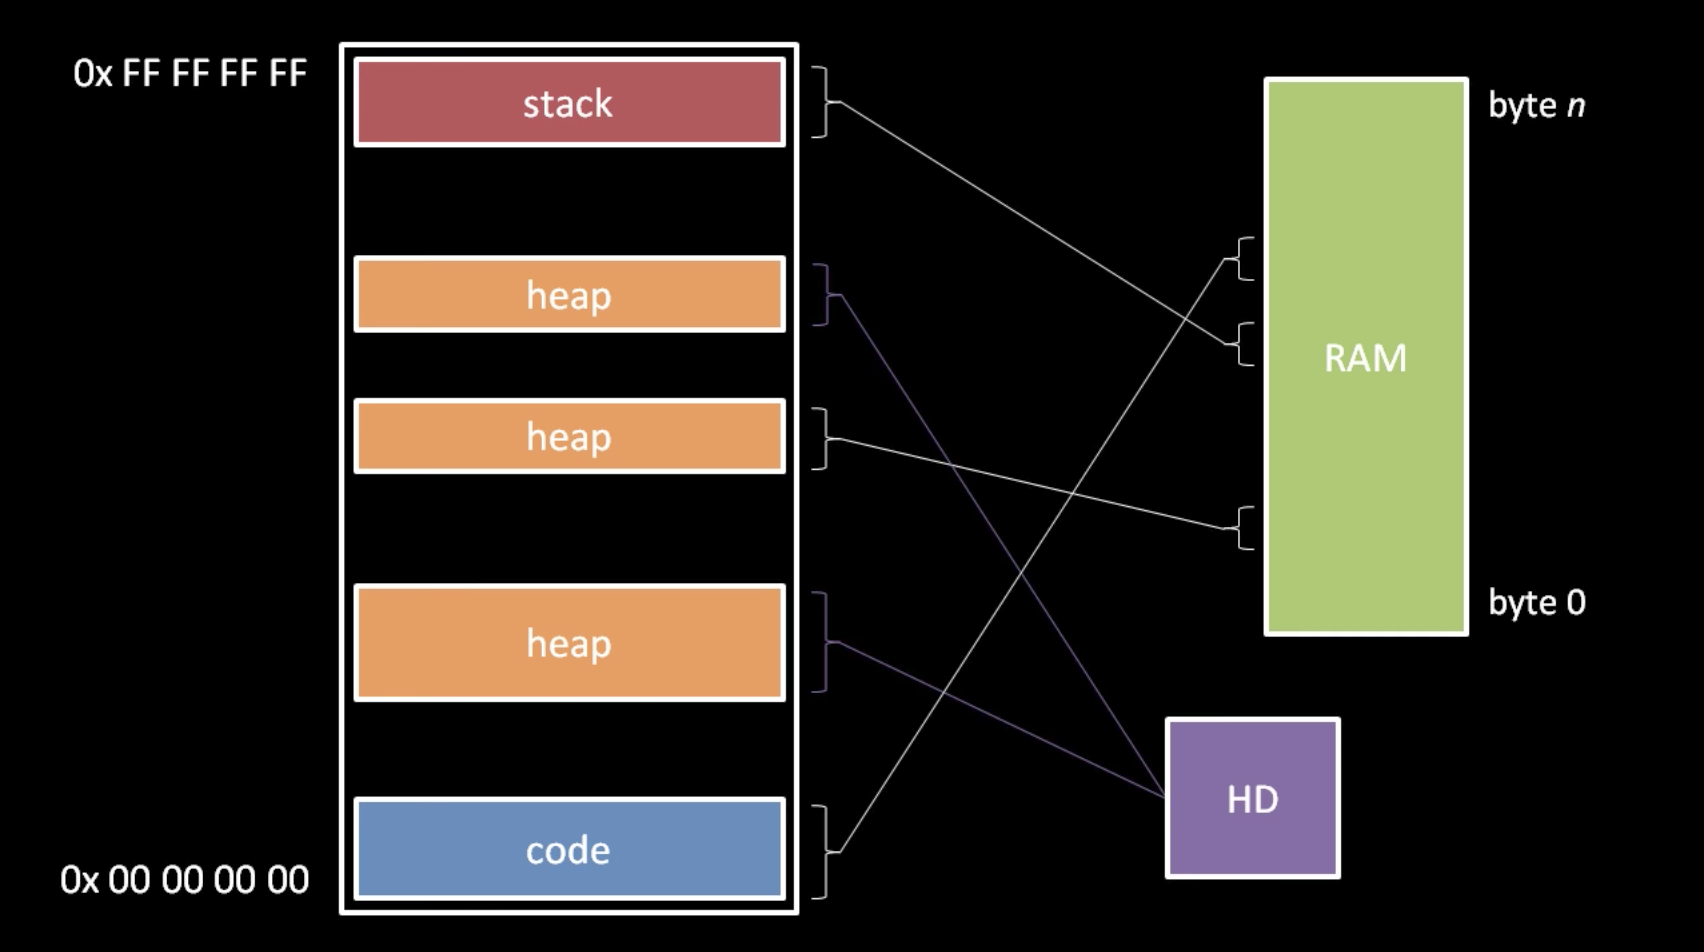 0x FF FF FF FF
stack
heap
heap
heap
code
0x 00 00 00 00
byte n
RAM
byte 0
HD